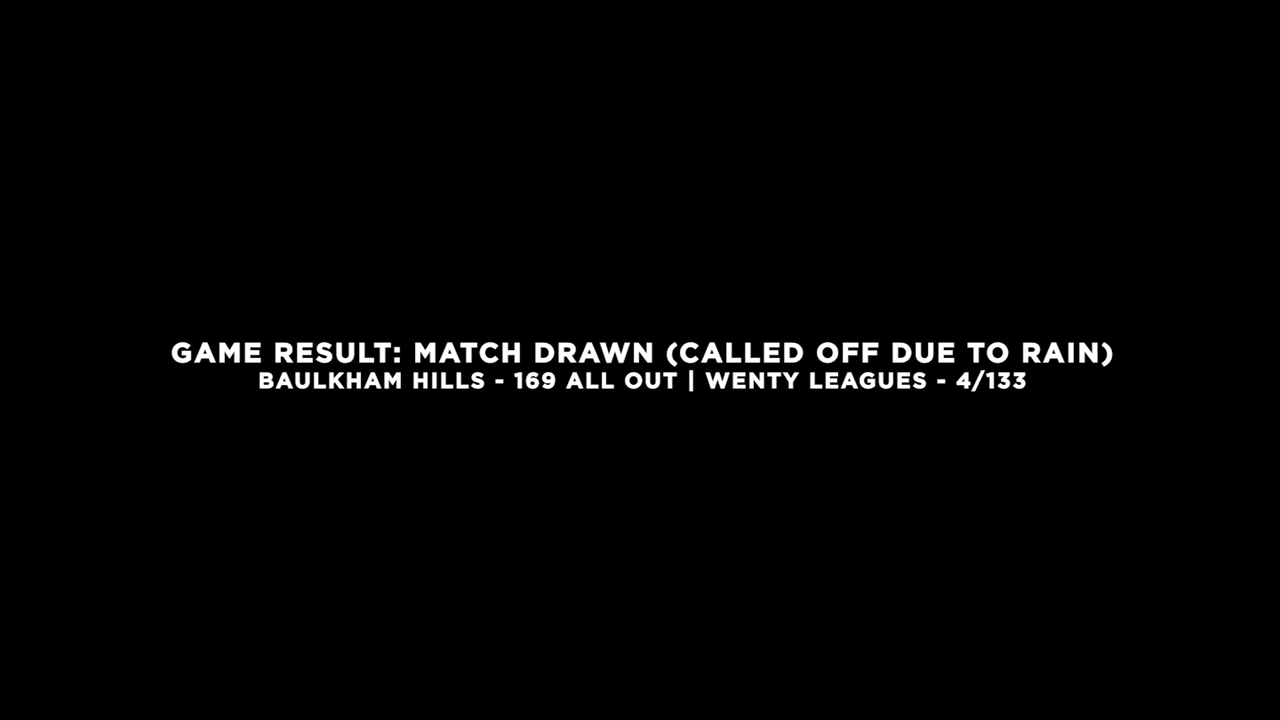 GAME RESULT: MATCH DRAWN (CALLED OFF DUE TO RAIN)
BAULKHAM HILLS - 169 ALL OUT | WENTY LEAGUES - 4/133